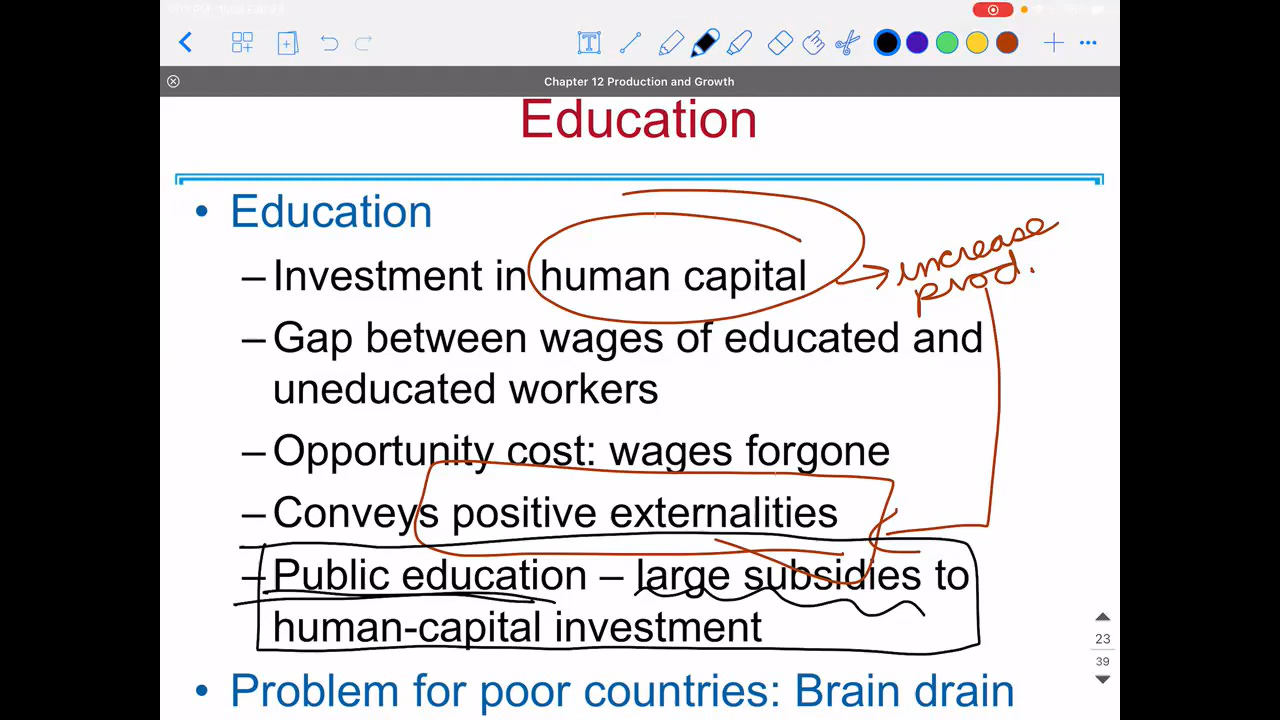 Chapter 12 Production and Growth
Education
• Education
– Investment in human capital
increase
prod.
– Gap between wages of educated and
uneducated workers
– Opportunity cost: wages forgone
– Conveys positive externalities
– Public education – large subsidies to
human-capital investment
23
39
• Problem for poor countries: Brain drain